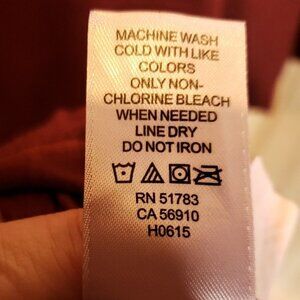 MACHINE WASH
COLD WITH LIKE
COLORS
ONLY NON-
CHLORINE BLEACH
WHEN NEEDED
LINE DRY
DO NOT IRON
RN 51783
CA 56910
H0615